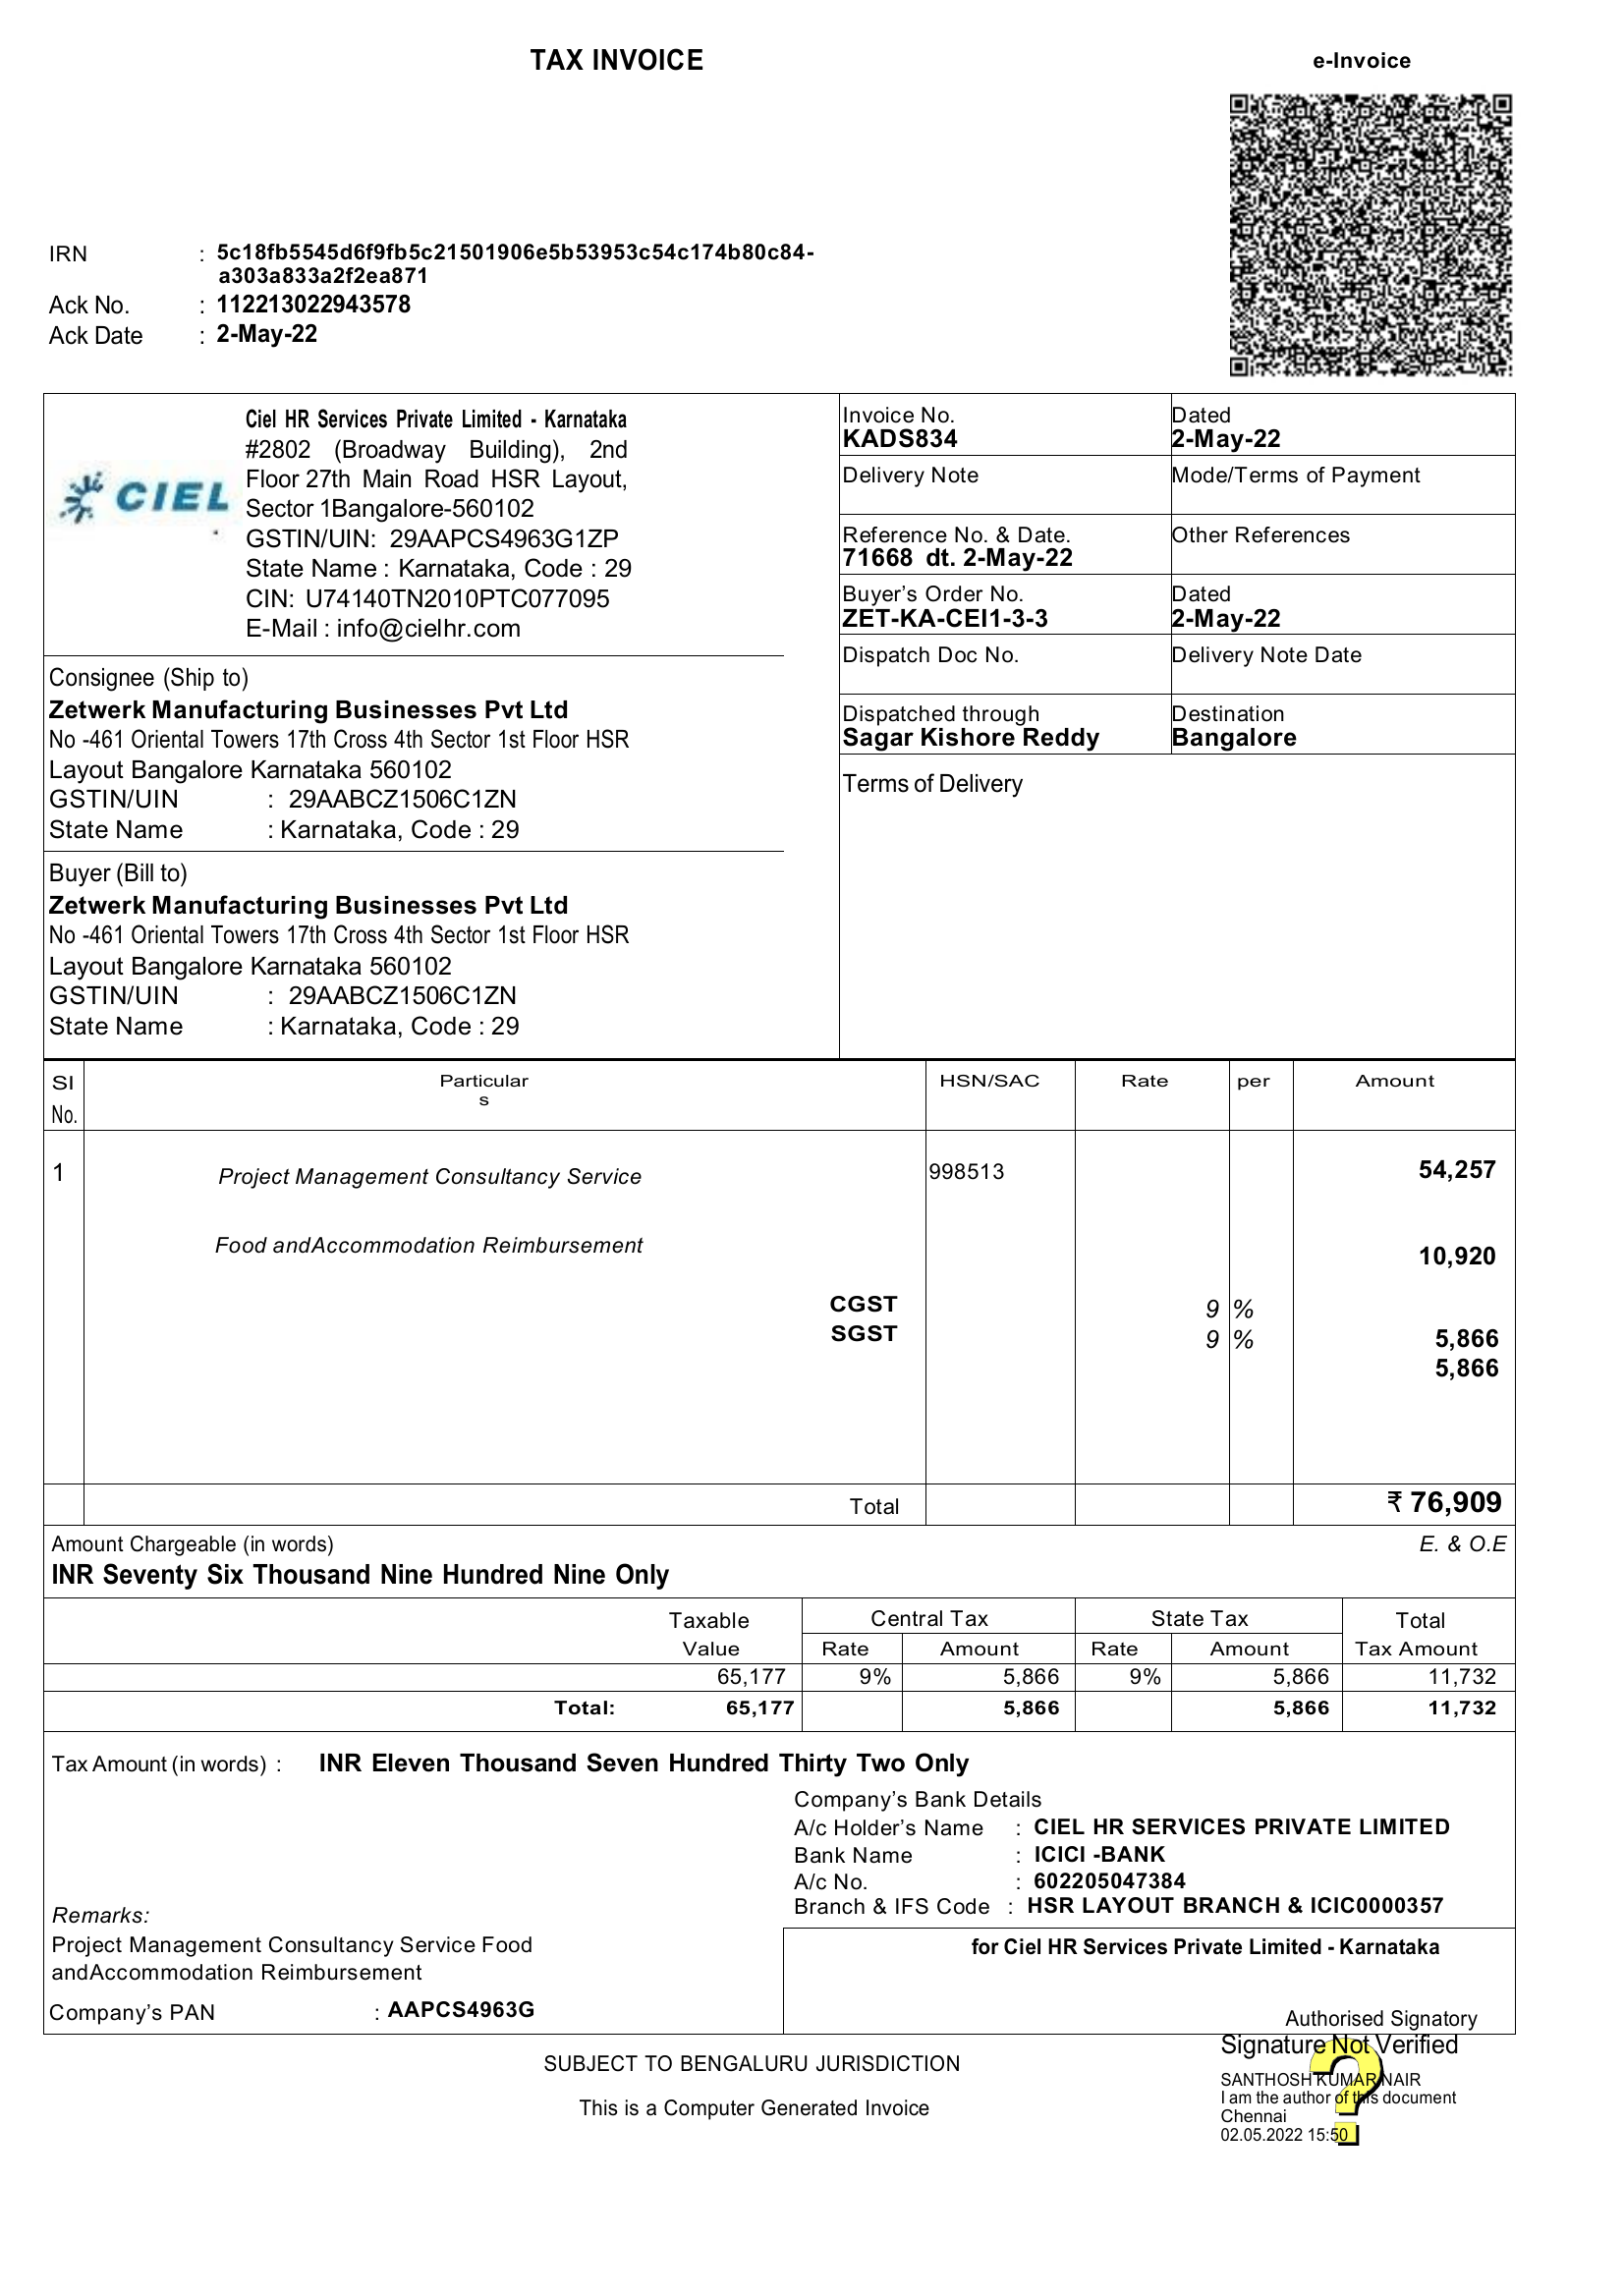 TAX INVOICE
e-Invoice
IRN : 5c18fb5545d6f9fb5c21501906e5b53953c54c174b80c84-
a303a833a2f2ea871
Ack No. : 112213022943578
Ack Date : 2-May-22
CIEL
Ciel HR Services Private Limited - Karnataka
#2802 (Broadway Building), 2nd
Floor 27th Main Road HSR Layout,
Sector 1Bangalore-560102
GSTIN/UIN: 29AAPCS4963G1ZP
State Name : Karnataka, Code : 29
CIN: U74140TN2010PTC077095
E-Mail : info@cielhr.com
Invoice No.
KADS834
Dated
2-May-22
Delivery Note
Mode/Terms of Payment
Reference No. & Date.
71668 dt. 2-May-22
Other References
Buyer's Order No.
ZET-KA-CEI1-3-3
Dated
2-May-22
Dispatch Doc No.
Delivery Note Date
Dispatched through
Sagar Kishore Reddy
Destination
Bangalore
Terms of Delivery
Consignee (Ship to)
Zetwerk Manufacturing Businesses Pvt Ltd
No -461 Oriental Towers 17th Cross 4th Sector 1st Floor HSR
Layout Bangalore Karnataka 560102
GSTIN/UIN : 29AABCZ1506C1ZN
State Name : Karnataka, Code : 29
Buyer (Bill to)
Zetwerk Manufacturing Businesses Pvt Ltd
No -461 Oriental Towers 17th Cross 4th Sector 1st Floor HSR
Layout Bangalore Karnataka 560102
GSTIN/UIN : 29AABCZ1506C1ZN
State Name : Karnataka, Code : 29
SI Particular HSN/SAC Rate per Amount
No. s
1 Project Management Consultancy Service 998513 54,257
Food andAccommodation Reimbursement 10,920
CGST 9 %
SGST 9 % 5,866
5,866
Total ₹ 76,909
Amount Chargeable (in words) E. & O.E
INR Seventy Six Thousand Nine Hundred Nine Only
Taxable Central Tax State Tax Total
Value Rate Amount Rate Amount Tax Amount
65,177 9% 5,866 9% 5,866 11,732
Total: 65,177 5,866 5,866 11,732
Tax Amount (in words) : INR Eleven Thousand Seven Hundred Thirty Two Only
Company's Bank Details
A/c Holder's Name : CIEL HR SERVICES PRIVATE LIMITED
Bank Name : ICICI -BANK
A/c No. : 602205047384
Branch & IFS Code : HSR LAYOUT BRANCH & ICIC0000357
Remarks:
Project Management Consultancy Service Food
andAccommodation Reimbursement
Company's PAN : AAPCS4963G
for Ciel HR Services Private Limited - Karnataka
Authorised Signatory
Signature Not Verified
SANTHOSH KUMAR NAIR
I am the author of this document
Chennai
02.05.2022 15:50
SUBJECT TO BENGALURU JURISDICTION
This is a Computer Generated Invoice